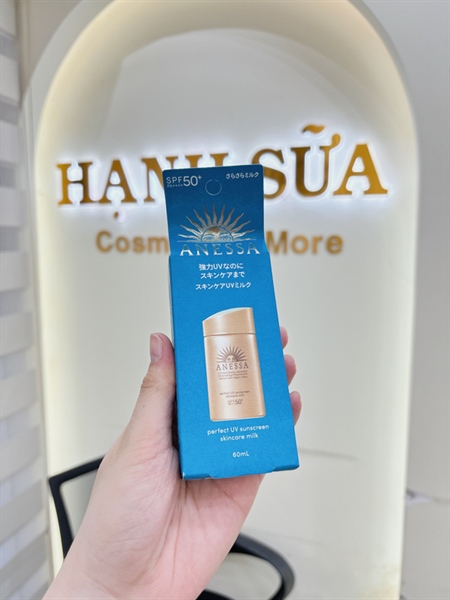 HẠNH SỮA
Cosm More
SPF50+
PA++++
さらさらミルク
ANESSA
強力UVなのに
スキンケアまで
スキンケアUVミルク
ANESSA
perfect UV sunscreen
skincare milk
60mL